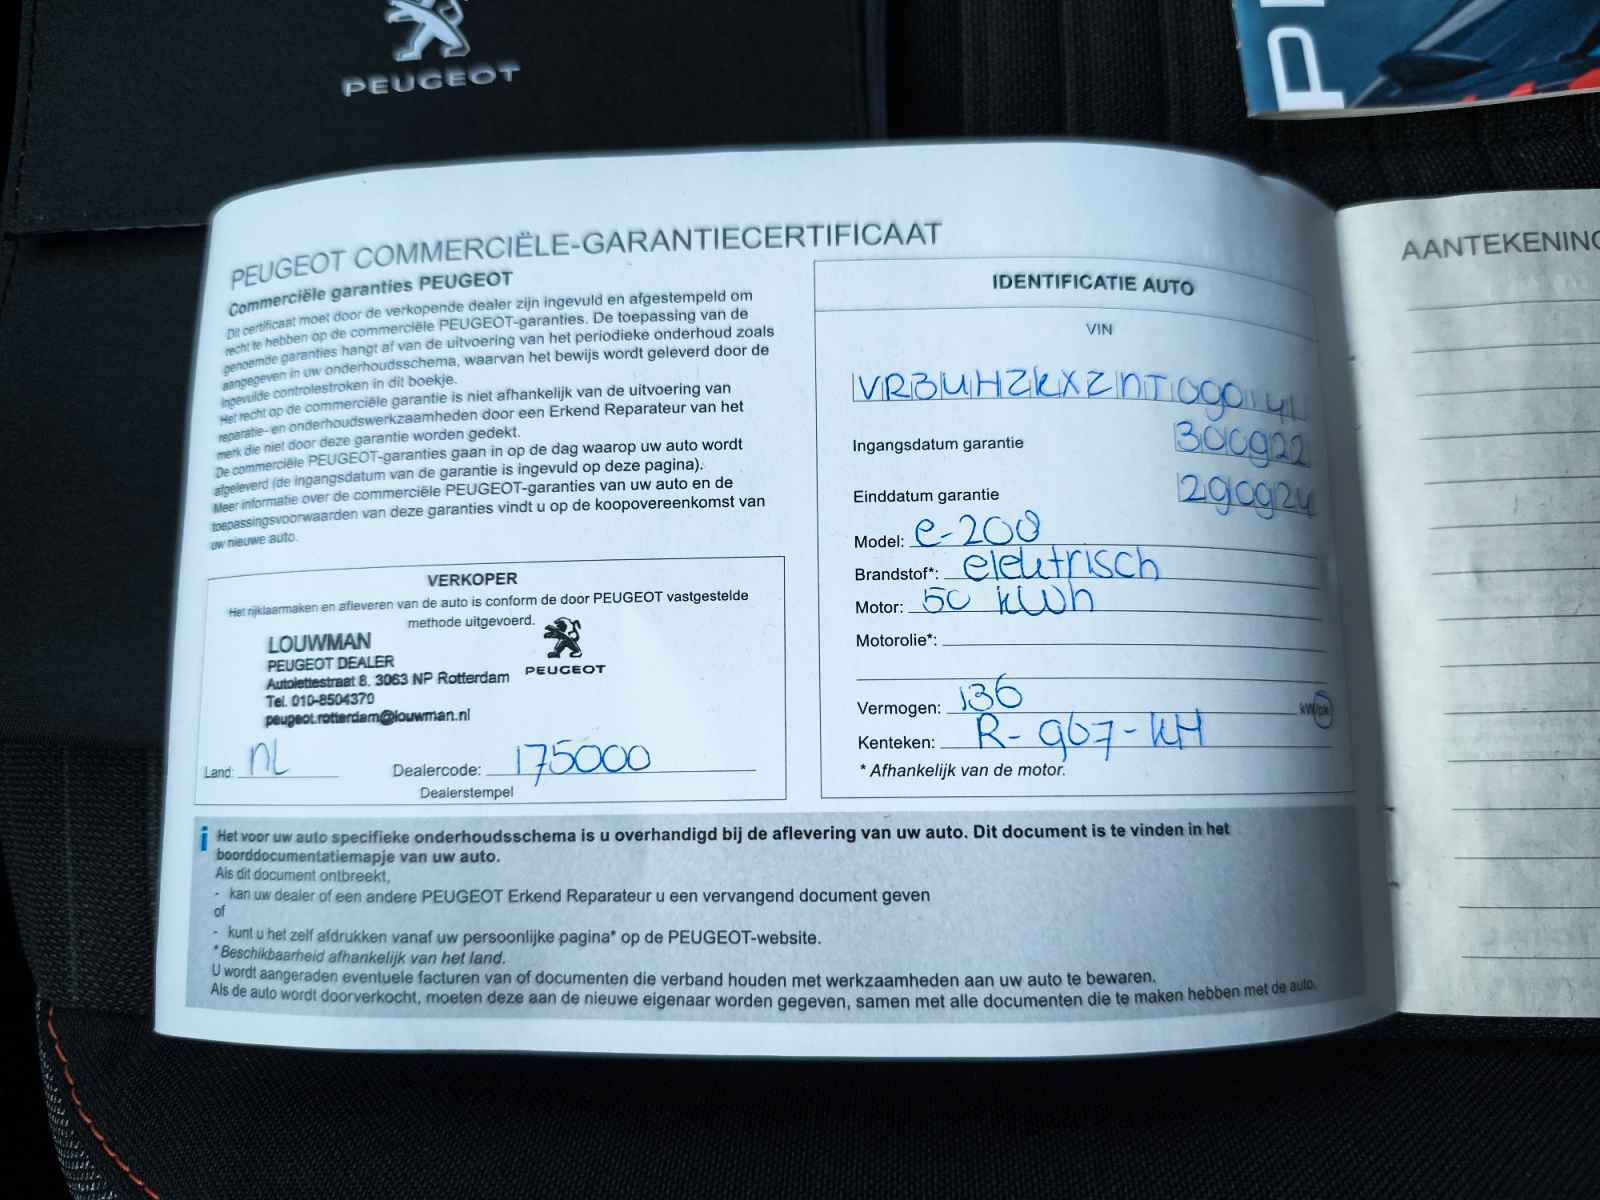 PEUGEOT
PEUGEOT COMMERCIËLE-GARANTIECERTIFICAAT
Commerciële garanties PEUGEOT
Dit certificaat moet door de verkopende dealer zijn ingevuld en afgestempeld om
recht te hebben op de commerciële PEUGEOT-garanties. De toepassing van de
genoemde garanties hangt af van de uitvoering van het periodieke onderhoud zoals
aangegeven in uw onderhoudsschema, waarvan het bewijs wordt geleverd door de
ingevulde controlestroken in dit boekje.
Het recht op de commerciële garantie is niet afhankelijk van de uitvoering van
reparatie- en onderhoudswerkzaamheden door een Erkend Reparateur van het
merk die niet door deze garantie worden gedekt.
De commerciële PEUGEOT-garanties gaan in op de dag waarop uw auto wordt
afgeleverd (de ingangsdatum van de garantie is ingevuld op deze pagina).
Meer informatie over de commerciële PEUGEOT-garanties van uw auto en de
toepassingsvoorwaarden van deze garanties vindt u op de koopovereenkomst van
uw nieuwe auto.
VERKOPER
Het rijklaarmaken en afleveren van de auto is conform de door PEUGEOT vastgestelde
methode uitgevoerd.
LOUWMAN
PEUGEOT DEALER
Autolettestraat 8, 3063 NP Rotterdam
Tel. 010-8504370
peugeot.rotterdam@louwman.nl
PEUGEOT
Land: NL
Dealercode: 175000
Dealerstempel
IDENTIFICATIE AUTO
VIN
VR3UHZKXZNT090141
Ingangsdatum garantie 300922
Einddatum garantie 290924
Model: e-208
Brandstof*: elektrisch
Motor: 50 kWh
Motorolie*:
Vermogen: 136 kW/pk
Kenteken: R-967-KH
* Afhankelijk van de motor.
i Het voor uw auto specifieke onderhoudsschema is u overhandigd bij de aflevering van uw auto. Dit document is te vinden in het
boorddocumentatiemapje van uw auto.
Als dit document ontbreekt,
- kan uw dealer of een andere PEUGEOT Erkend Reparateur u een vervangend document geven
of
- kunt u het zelf afdrukken vanaf uw persoonlijke pagina* op de PEUGEOT-website.
* Beschikbaarheid afhankelijk van het land.
U wordt aangeraden eventuele facturen van of documenten die verband houden met werkzaamheden aan uw auto te bewaren.
Als de auto wordt doorverkocht, moeten deze aan de nieuwe eigenaar worden gegeven, samen met alle documenten die te maken hebben met de auto.
AANTEKENING